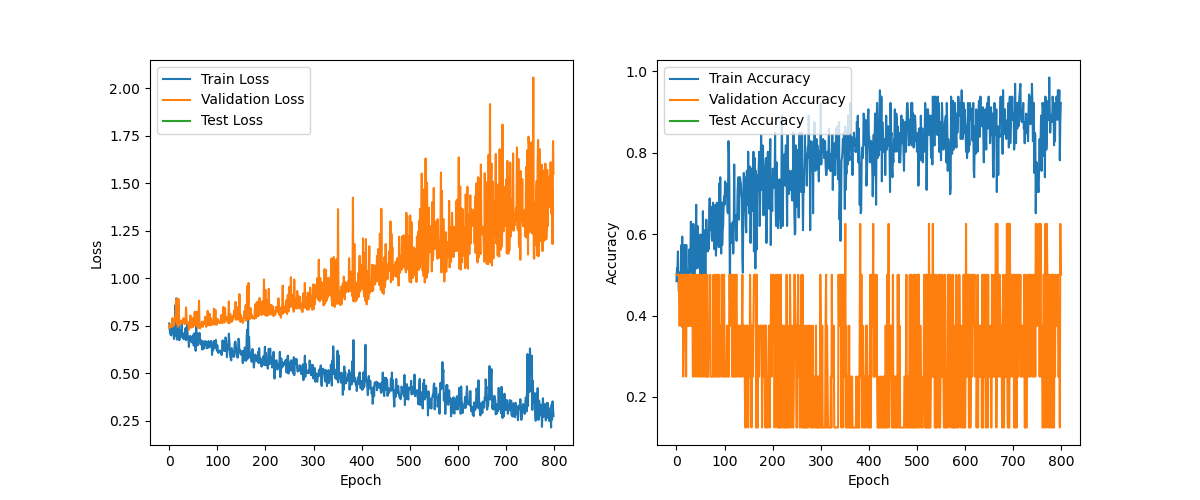 Train Loss
Validation Loss
Test Loss
2.00
1.75
1.50
1.25
1.00
0.75
0.50
0.25
Loss
0 100 200 300 400 500 600 700 800
Epoch
Train Accuracy
Validation Accuracy
Test Accuracy
1.0
0.8
0.6
0.4
0.2
Accuracy
0 100 200 300 400 500 600 700 800
Epoch